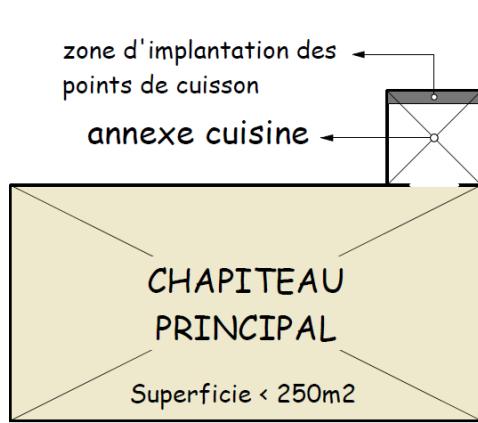 zone d'implantation des
points de cuisson
annexe cuisine
CHAPITEAU
PRINCIPAL
Superficie < 250m2